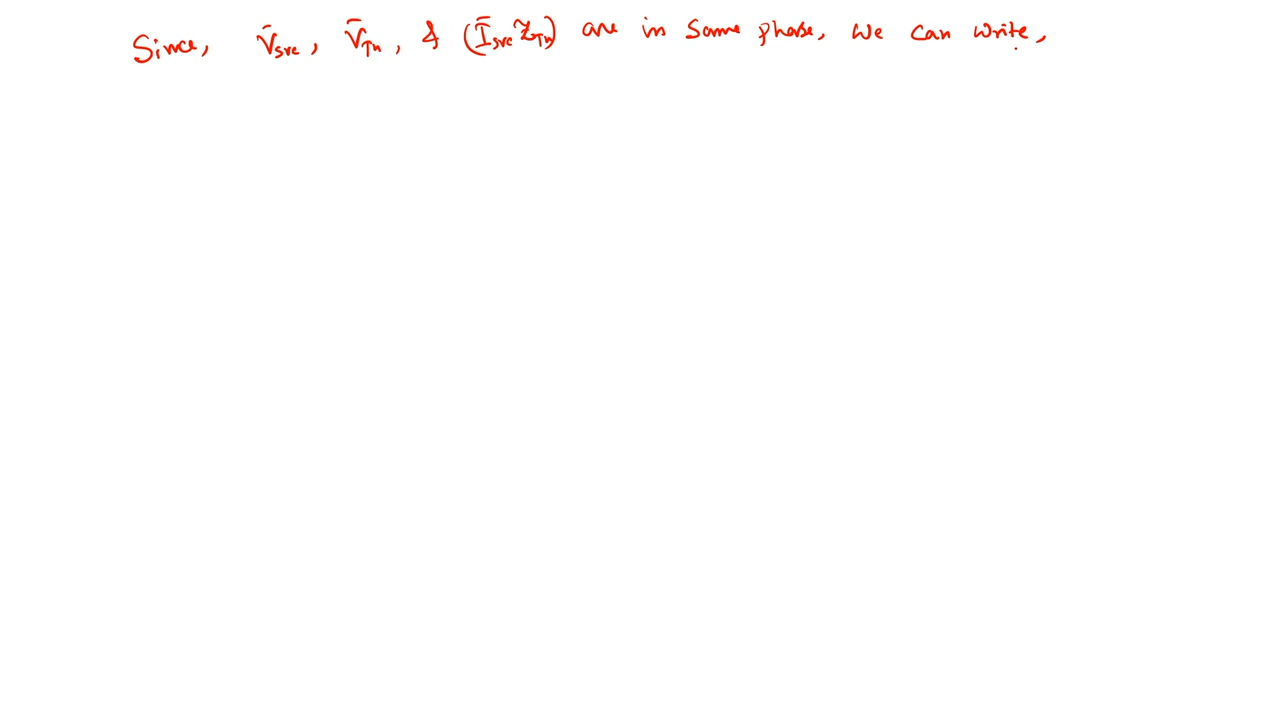 Since, V̄src, V̄Th, & (Īsrc ZTh) are in same phase, we can write,